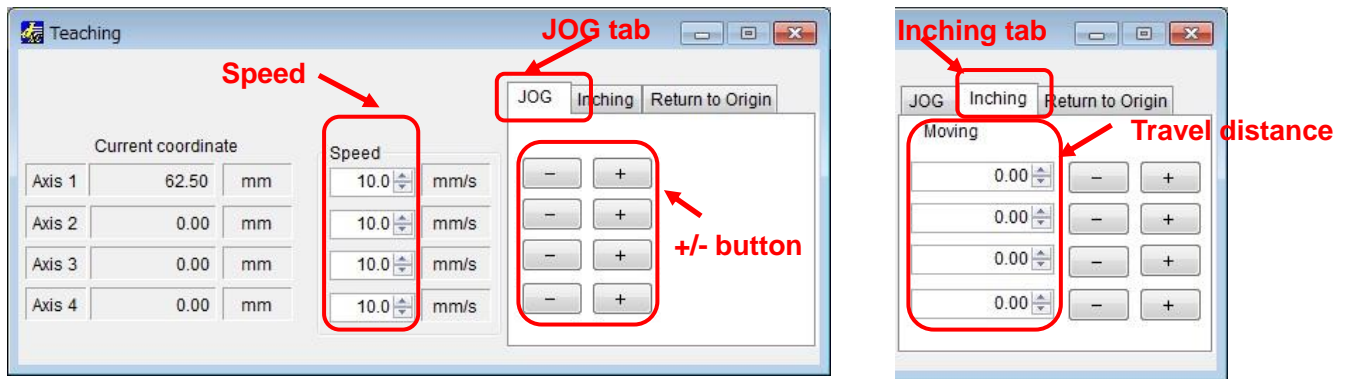 Teaching
JOG tab
Speed
JOG Inching Return to Origin
Current coordinate
Speed
Axis 1 62.50 mm 10.0 mm/s - +
Axis 2 0.00 mm 10.0 mm/s - +
Axis 3 0.00 mm 10.0 mm/s - +
Axis 4 0.00 mm 10.0 mm/s - +
+/- button
Inching tab
JOG Inching Return to Origin
Moving
Travel distance
0.00 - +
0.00 - +
0.00 - +
0.00 - +